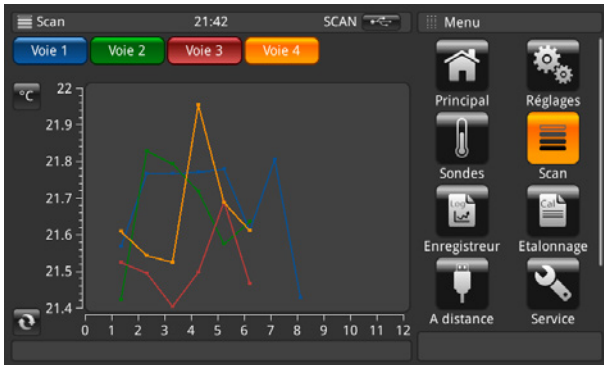 Scan 21:42 SCAN Menu
Voie 1 Voie 2 Voie 3 Voie 4
°C
22
21.9
21.8
21.7
21.6
21.5
21.4
0 1 2 3 4 5 6 7 8 9 10 11 12
Principal Réglages
Sondes Scan
Log Cal
Enregistreur Etalonnage
A distance Service